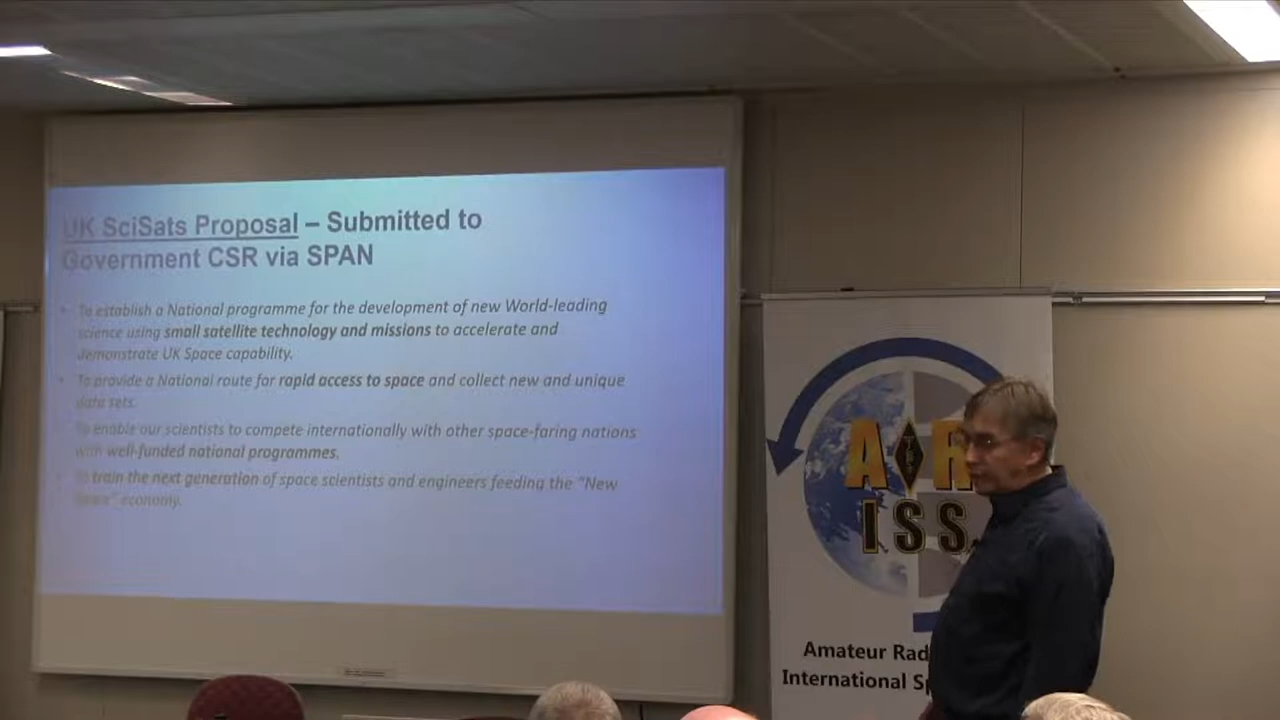 UK SciSats Proposal – Submitted to
Government CSR via SPAN
• To establish a National programme for the development of new World-leading
science using small satellite technology and missions to accelerate and
demonstrate UK Space capability.
• To provide a National route for rapid access to space and collect new and unique
data sets.
To enable our scientists to compete internationally with other space-faring nations
with well-funded national programmes.
• To train the next generation of space scientists and engineers feeding the "New
Space" economy.
A R
ISS
Amateur Rad
International Sp